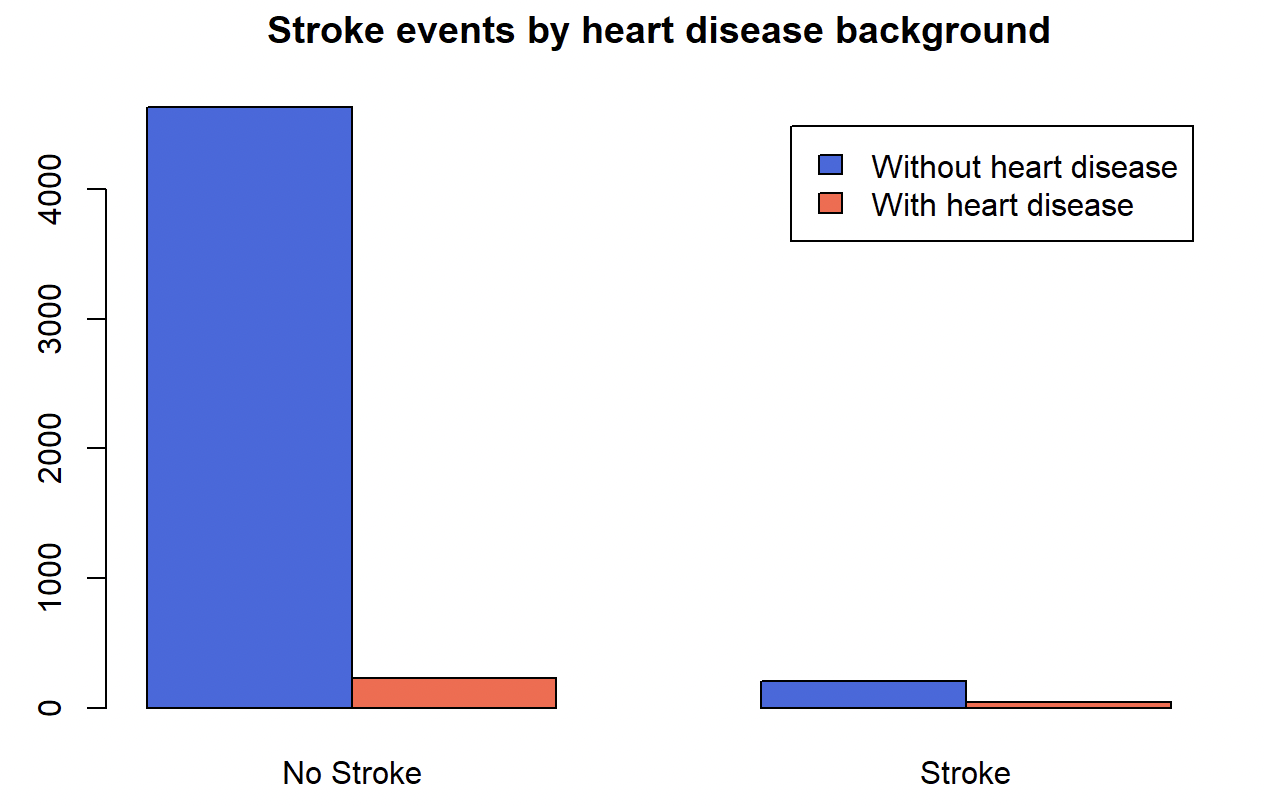 Stroke events by heart disease background
Without heart disease
With heart disease
4000
3000
2000
1000
0
No Stroke
Stroke